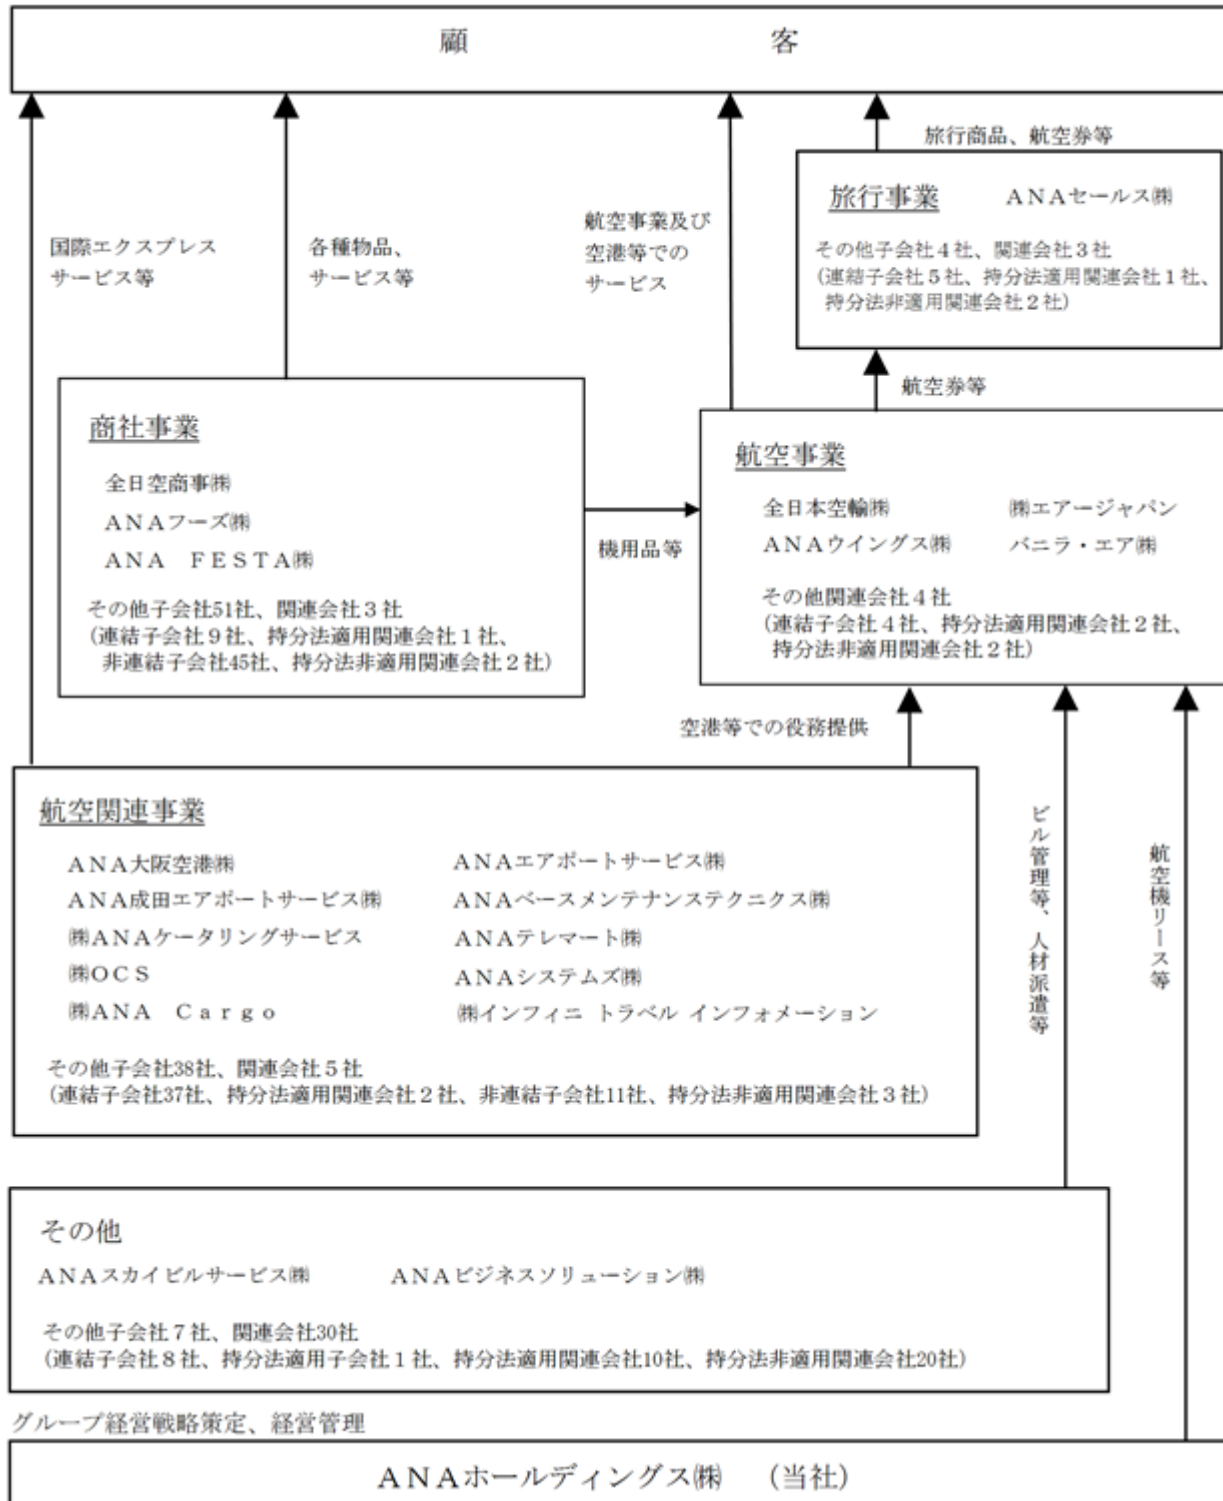 顧　　　　客
旅行商品、航空券等
旅行事業　　ＡＮＡセールス㈱
その他子会社４社、関連会社３社
(連結子会社５社、持分法適用関連会社１社、
持分法非適用関連会社２社)
国際エクスプレス
サービス等
各種物品、
サービス等
航空事業及び
空港等での
サービス
航空券等
商社事業
全日空商事㈱
ＡＮＡフーズ㈱
ＡＮＡ　ＦＥＳＴＡ㈱
その他子会社51社、関連会社３社
(連結子会社９社、持分法適用関連会社１社、
非連結子会社45社、持分法非適用関連会社２社)
機用品等
航空事業
全日本空輸㈱　　㈱エアージャパン
ＡＮＡウイングス㈱　　バニラ・エア㈱
その他関連会社４社
(連結子会社４社、持分法適用関連会社２社、
持分法非適用関連会社２社)
空港等での役務提供
航空関連事業
ＡＮＡ大阪空港㈱　　ＡＮＡエアポートサービス㈱
ＡＮＡ成田エアポートサービス㈱　　ＡＮＡベースメンテナンステクニクス㈱
㈱ＡＮＡケータリングサービス　　ＡＮＡテレマート㈱
㈱ＯＣＳ　　ＡＮＡシステムズ㈱
㈱ＡＮＡ　Ｃａｒｇｏ　　㈱インフィニ トラベル インフォメーション
その他子会社38社、関連会社５社
(連結子会社37社、持分法適用関連会社２社、非連結子会社11社、持分法非適用関連会社３社)
ビル管理等、人材派遣等
航空機リース等
その他
ＡＮＡスカイビルサービス㈱　　ＡＮＡビジネスソリューション㈱
その他子会社７社、関連会社30社
(連結子会社８社、持分法適用子会社１社、持分法適用関連会社10社、持分法非適用関連会社20社)
グループ経営戦略策定、経営管理
ＡＮＡホールディングス㈱　（当社）